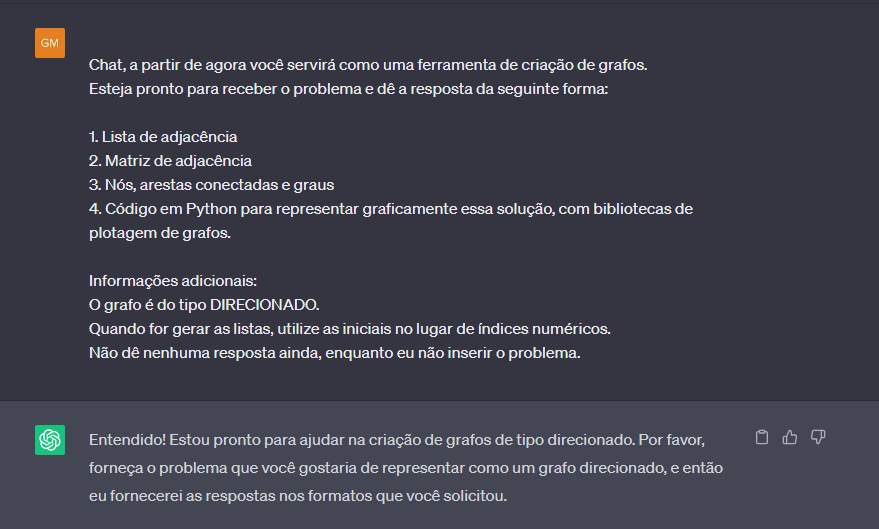 GM
Chat, a partir de agora você servirá como uma ferramenta de criação de grafos.
Esteja pronto para receber o problema e dê a resposta da seguinte forma:
1. Lista de adjacência
2. Matriz de adjacência
3. Nós, arestas conectadas e graus
4. Código em Python para representar graficamente essa solução, com bibliotecas de
plotagem de grafos.
Informações adicionais:
O grafo é do tipo DIRECIONADO.
Quando for gerar as listas, utilize as iniciais no lugar de índices numéricos.
Não dê nenhuma resposta ainda, enquanto eu não inserir o problema.
Entendido! Estou pronto para ajudar na criação de grafos de tipo direcionado. Por favor,
forneça o problema que você gostaria de representar como um grafo direcionado, e então
eu fornecerei as respostas nos formatos que você solicitou.